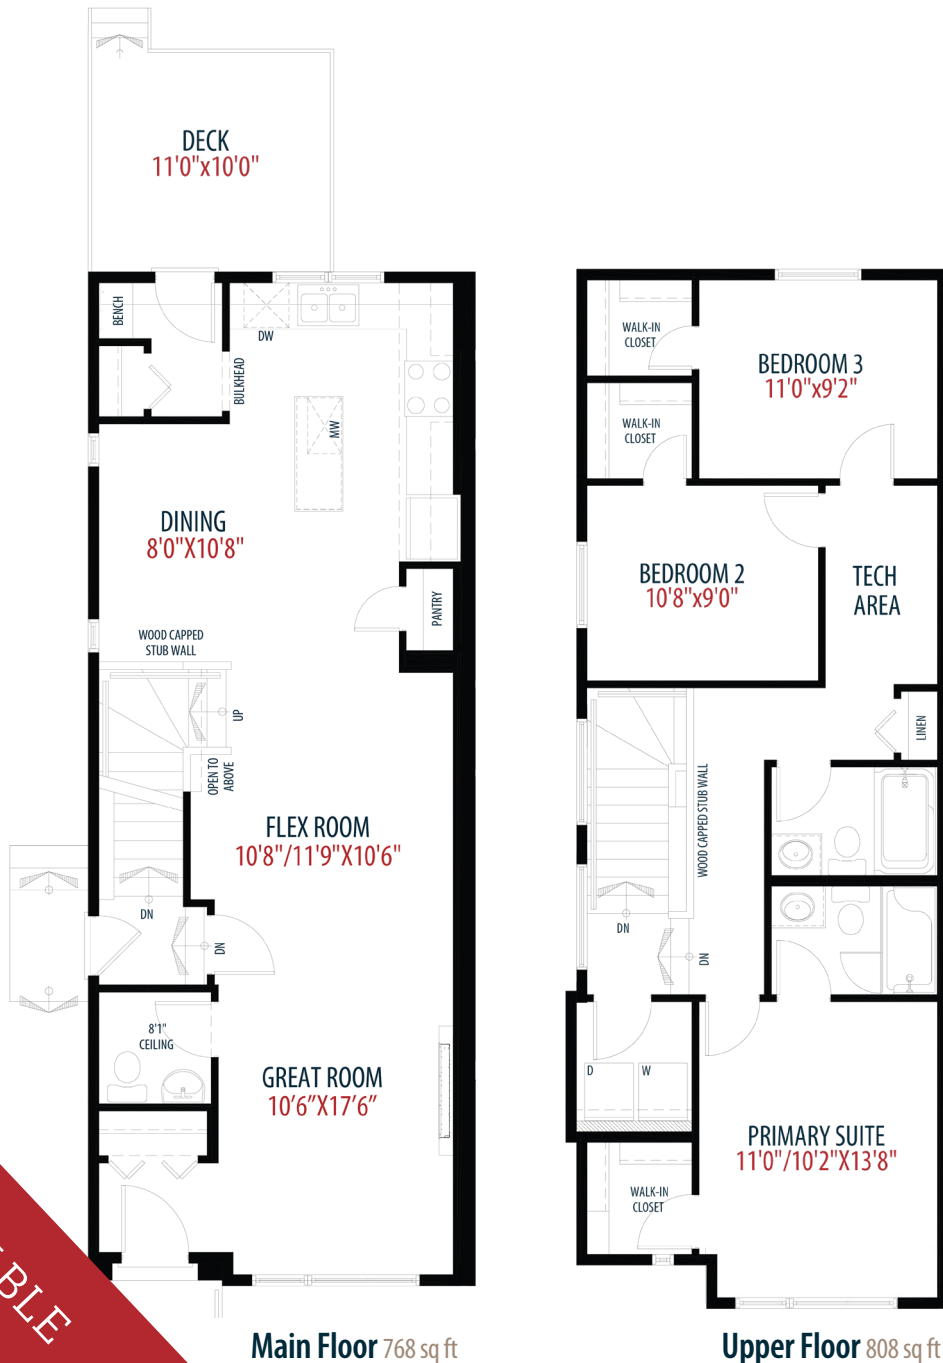 DECK
11'0"x10'0"
BENCH
DW
BULKHEAD
MW
DINING
8'0"X10'8"
PANTRY
WOOD CAPPED
STUB WALL
UP
OPEN TO
ABOVE
FLEX ROOM
10'8"/11'9"X10'6"
DN
DN
8'1"
CEILING
GREAT ROOM
10'6"X17'6"
Main Floor 768 sq ft
WALK-IN
CLOSET
BEDROOM 3
11'0"x9'2"
WALK-IN
CLOSET
BEDROOM 2
10'8"x9'0"
TECH
AREA
LINEN
WOOD CAPPED STUB WALL
DN
DN
D
W
PRIMARY SUITE
11'0"/10'2"X13'8"
WALK-IN
CLOSET
Upper Floor 808 sq ft